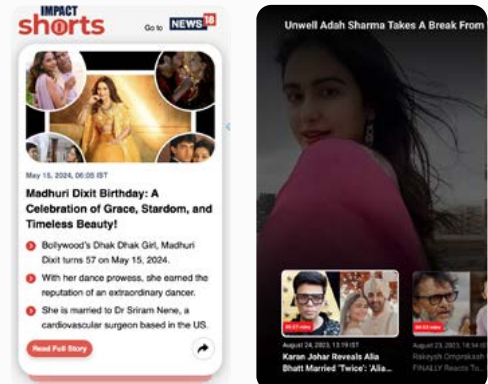 IMPACT
shorts
Go to NEWS18
May 15, 2024, 06:05 IST
Madhuri Dixit Birthday: A
Celebration of Grace, Stardom, and
Timeless Beauty!
Bollywood's Dhak Dhak Girl, Madhuri
Dixit turns 57 on May 15, 2024.
With her dance prowess, she earned the
reputation of an extraordinary dancer.
She is married to Dr Sriram Nene, a
cardiovascular surgeon based in the US.
Read Full Story
Unwell Adah Sharma Takes A Break From
August 24, 2023, 13:19 IST
Karan Johar Reveals Alia
Bhatt Married 'Twice': 'Alia...
August 23, 2023,
Rakeysh Omprakash
FINALLY Reacts To...